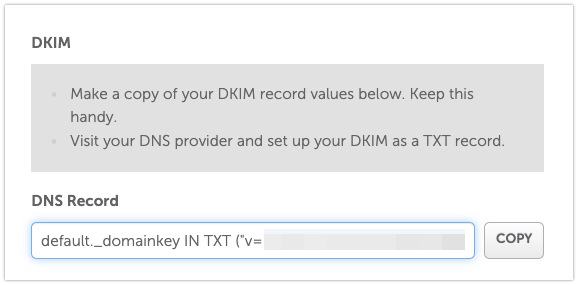 DKIM
Make a copy of your DKIM record values below. Keep this
handy.
Visit your DNS provider and set up your DKIM as a TXT record.
DNS Record
default._domainkey IN TXT ("v=
COPY